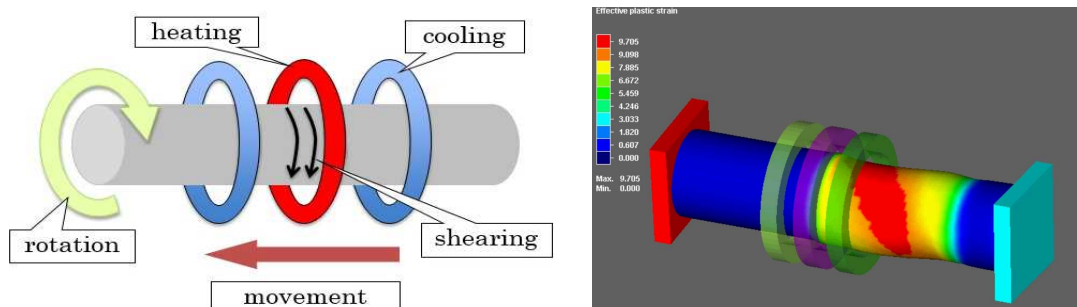 heating
cooling
rotation
shearing
movement
Effective plastic strain
9.705
9.098
7.885
6.672
5.459
4.246
3.033
1.820
0.607
0.000
Max. 9.705
Min. 0.000